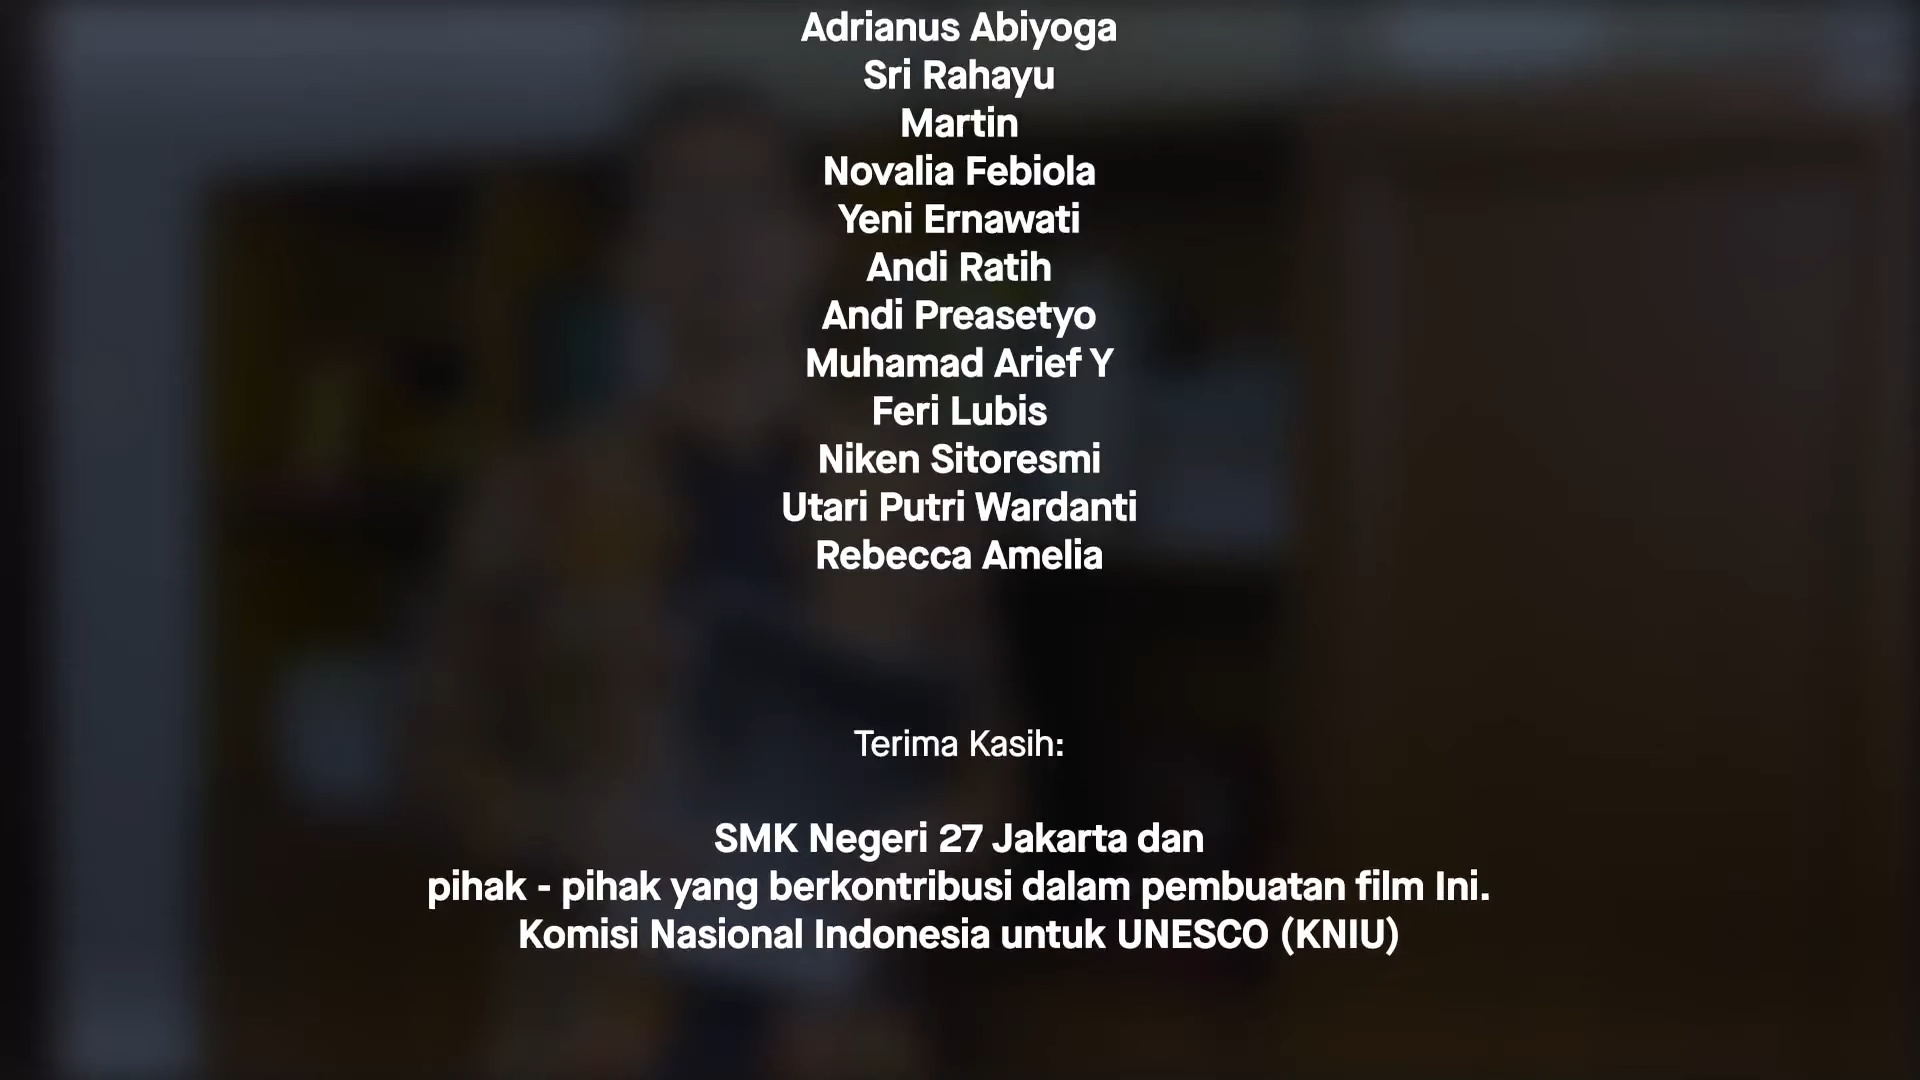 Adrianus Abiyoga
Sri Rahayu
Martin
Novalia Febiola
Yeni Ernawati
Andi Ratih
Andi Preasetyo
Muhamad Arief Y
Feri Lubis
Niken Sitoresmi
Utari Putri Wardanti
Rebecca Amelia
Terima Kasih:
SMK Negeri 27 Jakarta dan
pihak - pihak yang berkontribusi dalam pembuatan film Ini.
Komisi Nasional Indonesia untuk UNESCO (KNIU)